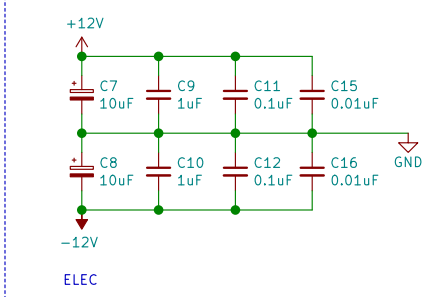 +12V
C7 C9 C11 C15
10uF 1uF 0.1uF 0.01uF
C8 C10 C12 C16
10uF 1uF 0.1uF 0.01uF
GND
-12V
ELEC